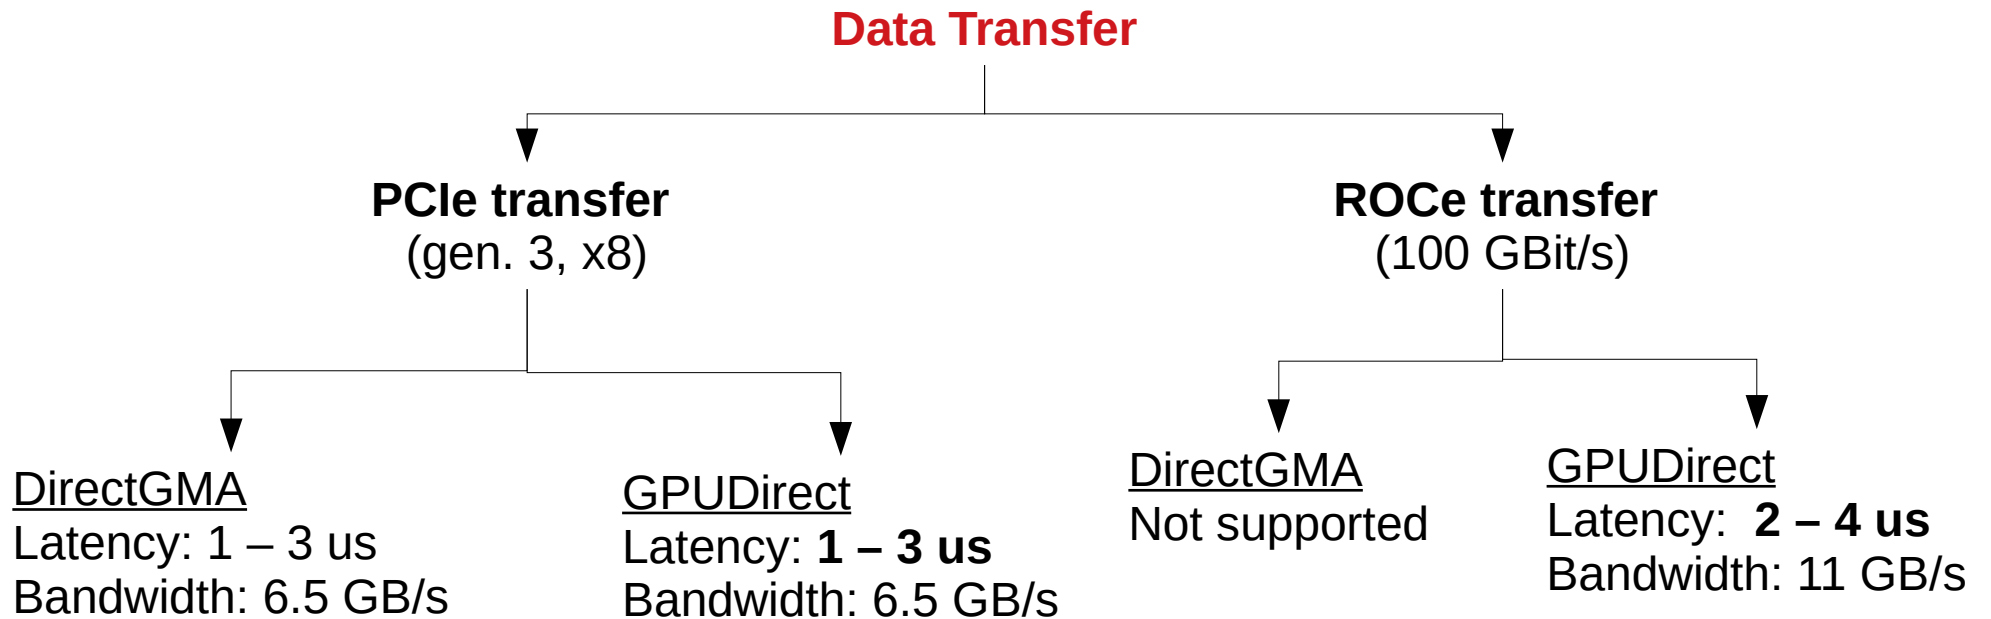 Data Transfer
PCIe transfer
(gen. 3, x8)
ROCe transfer
(100 GBit/s)
DirectGMA
Latency: 1 – 3 us
Bandwidth: 6.5 GB/s
GPUDirect
Latency: 1 – 3 us
Bandwidth: 6.5 GB/s
DirectGMA
Not supported
GPUDirect
Latency: 2 – 4 us
Bandwidth: 11 GB/s